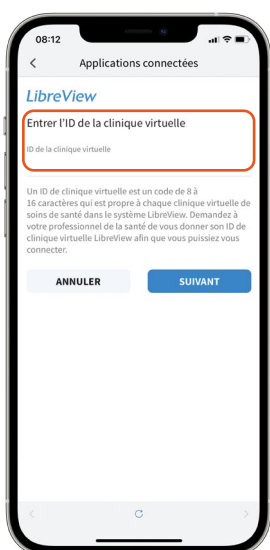 08:12
Applications connectées
LibreView
Entrer l'ID de la clinique virtuelle
ID de la clinique virtuelle
Un ID de clinique virtuelle est un code de 8 à
16 caractères qui est propre à chaque clinique virtuelle de
soins de santé dans le système LibreView. Demandez à
votre professionnel de la santé de vous donner son ID de
clinique virtuelle LibreView afin que vous puissiez vous
connecter.
ANNULER SUIVANT